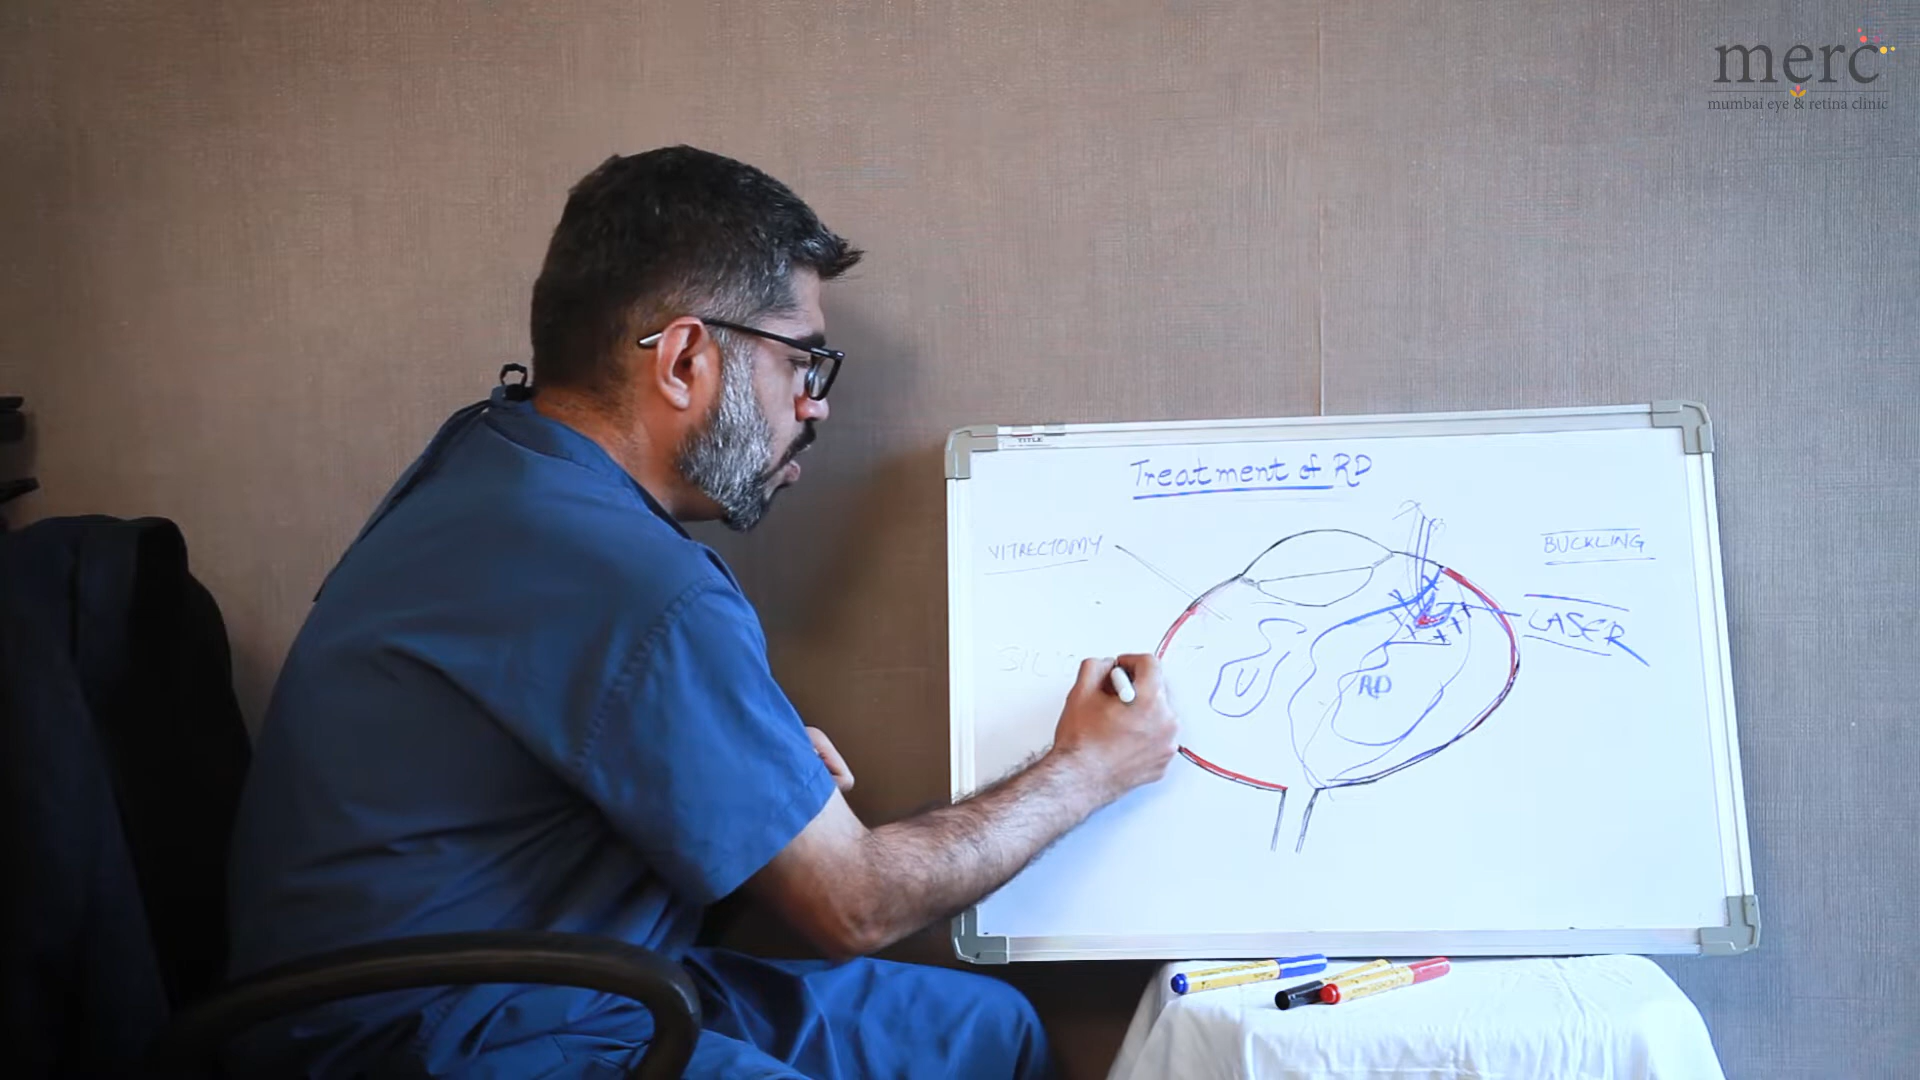 merc
mumbai eye & retina clinic
TITLE
Treatment of RD
VITRECTOMY
BUCKLING
LASER
RD